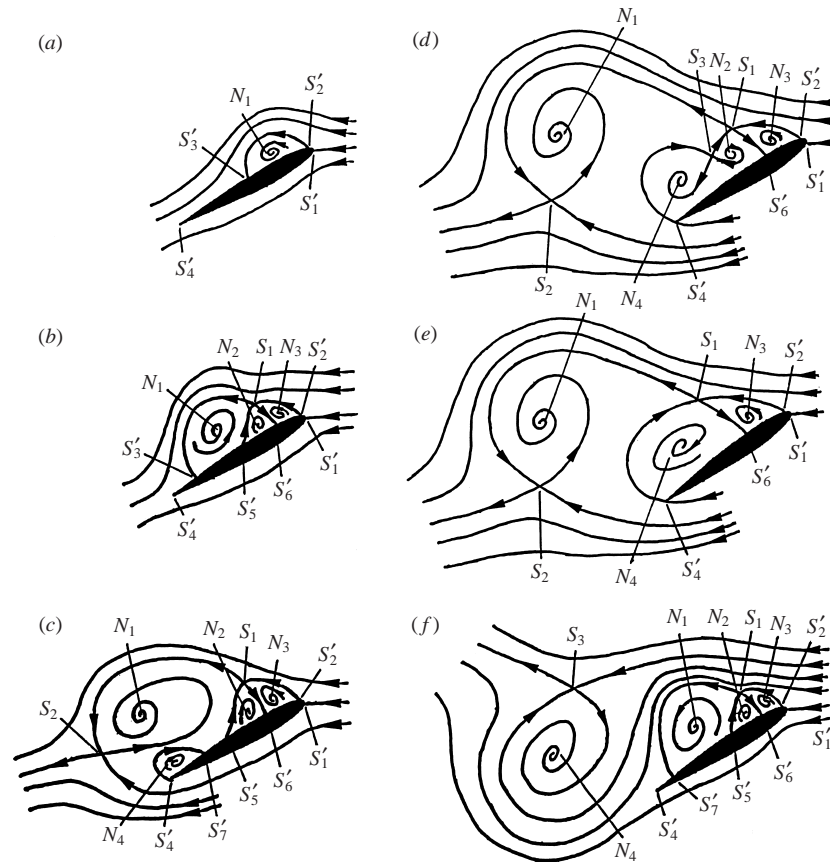 (a)
N₁
S′₂
S′₃
S′₁
S′₄
(b)
N₂ S₁ N₃ S′₂
N₁
S′₃
S′₁
S′₄
S′₅
S′₆
(c)
N₁
N₂
S₁
N₃
S′₂
S₂
S′₁
S′₆
S′₅
N₄
S′₄
S′₇
(d)
N₁
S₃ N₂ S₁ N₃ S′₂
S′₁
S′₆
S₂
N₄
S′₄
(e)
N₁
S₁
N₃
S′₂
S′₁
S′₆
S₂
N₄
S′₄
(f)
S₃
N₁ N₂ S₁ N₃ S′₂
S′₁
S′₆
S′₅
S′₄
S′₇
N₄